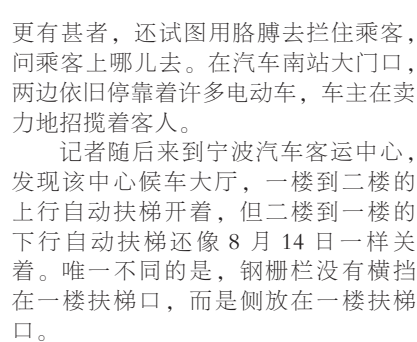 更有甚者，还试图用胳膊去拦住乘客，
问乘客上哪儿去。在汽车南站大门口，
两边依旧停靠着许多电动车，车主在卖
力地招揽着客人。
记者随后来到宁波汽车客运中心，
发现该中心候车大厅，一楼到二楼的
上行自动扶梯开着，但二楼到一楼的
下行自动扶梯还像 8 月 14 日一样关
着。唯一不同的是，钢栅栏没有横挡
在一楼扶梯口，而是侧放在一楼扶梯
口。